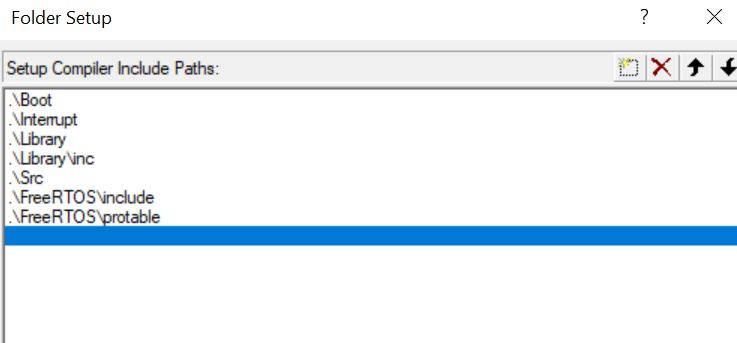 Folder Setup
?
Setup Compiler Include Paths:
.\Boot
.\Interrupt
.\Library
.\Library\inc
.\Src
.\FreeRTOS\include
.\FreeRTOS\protable